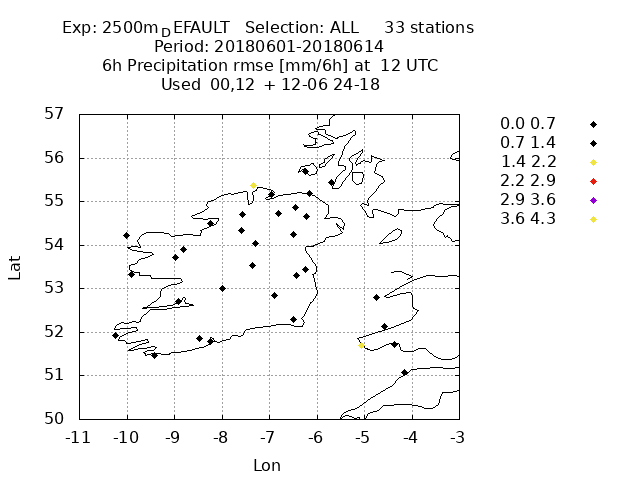 Exp: 2500mDEFAULT Selection: ALL 33 stations
Period: 20180601-20180614
6h Precipitation rmse [mm/6h] at 12 UTC
Used 00,12 + 12-06 24-18
57
56
55
54
53
52
51
50
-11 -10 -9 -8 -7 -6 -5 -4 -3
Lat
Lon
0.0 0.7
0.7 1.4
1.4 2.2
2.2 2.9
2.9 3.6
3.6 4.3